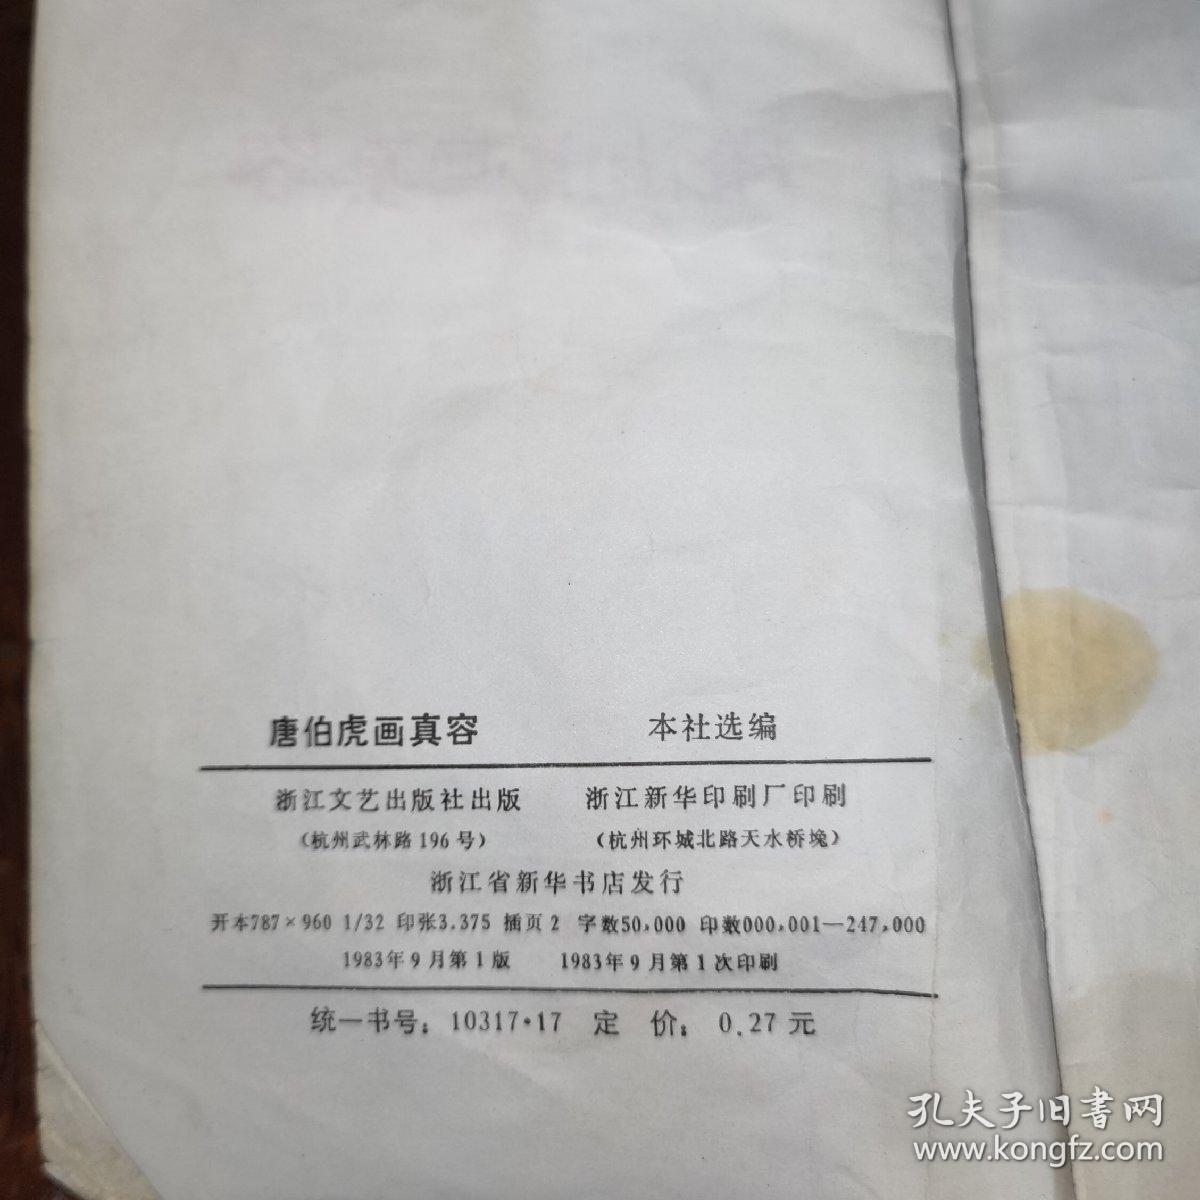 唐伯虎画真容 本社选编
浙江文艺出版社出版 浙江新华印刷厂印刷
（杭州武林路196号） （杭州环城北路天水桥堍）
浙江省新华书店发行
开本787×960 1/32 印张3.375 插页2 字数50,000 印数000,001—247,000
1983年9月第1版 1983年9月第1次印刷
统一书号：10317·17 定 价：0.27元
孔夫子旧书网
www.kongfz.com